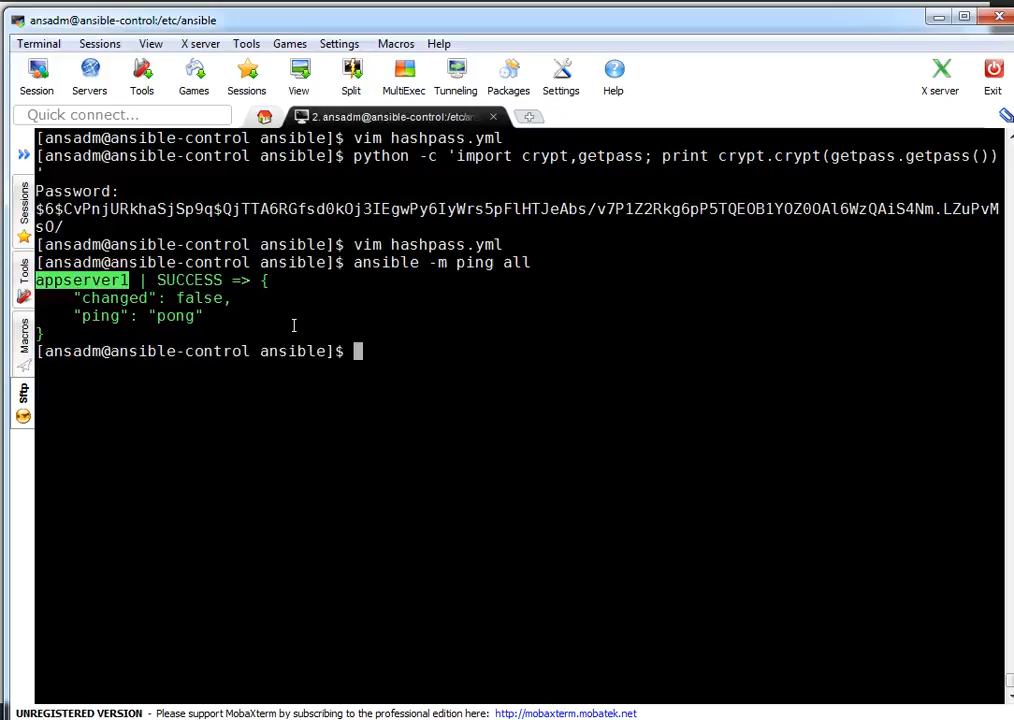 ansadm@ansible-control:/etc/ansible
Terminal Sessions View X server Tools Games Settings Macros Help
Session Servers Tools Games Sessions View Split MultiExec Tunneling Packages Settings Help X server Exit
Quick connect...
2. ansadm@ansible-control:/etc/an
[ansadm@ansible-control ansible]$ vim hashpass.yml
[ansadm@ansible-control ansible]$ python -c 'import crypt,getpass; print crypt.crypt(getpass.getpass())
'
Password:
$6$CvPnjURkhaSjSp9q$QjTTA6RGfsd0kOj3IEgwPy6IyWrs5pFlHTJeAbs/v7P1Z2Rkg6pP5TQEOB1YOZ0OAl6WzQAiS4Nm.LZuPvM
sO/
[ansadm@ansible-control ansible]$ vim hashpass.yml
[ansadm@ansible-control ansible]$ ansible -m ping all
appserver1 | SUCCESS => {
"changed": false,
"ping": "pong"
}
[ansadm@ansible-control ansible]$
Sessions
Tools
Macros
Sftp
UNREGISTERED VERSION - Please support MobaXterm by subscribing to the professional edition here: http://mobaxterm.mobatek.net